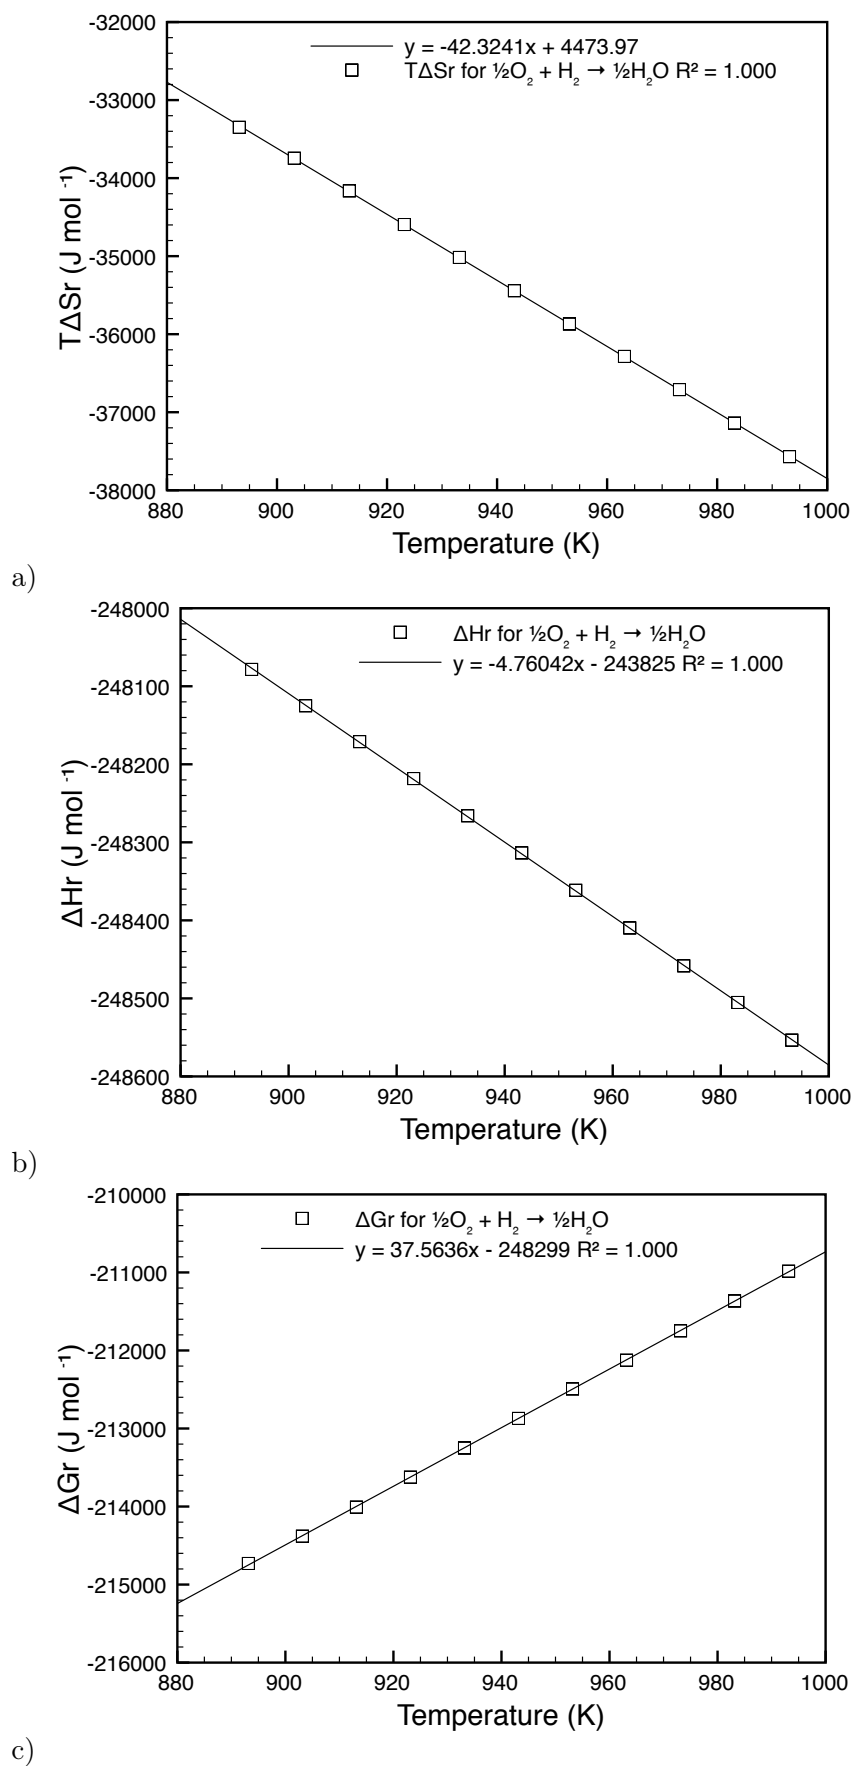 -32000
y = -42.3241x + 4473.97
TΔSr for ½O₂ + H₂ → ½H₂O R² = 1.000
-33000
-34000
-35000
-36000
-37000
-38000
TΔSr (J mol ⁻¹)
880 900 920 940 960 980 1000
Temperature (K)
a)
-248000
ΔHr for ½O₂ + H₂ → ½H₂O
y = -4.76042x - 243825 R² = 1.000
-248100
-248200
-248300
-248400
-248500
-248600
ΔHr (J mol ⁻¹)
880 900 920 940 960 980 1000
Temperature (K)
b)
-210000
ΔGr for ½O₂ + H₂ → ½H₂O
y = 37.5636x - 248299 R² = 1.000
-211000
-212000
-213000
-214000
-215000
-216000
ΔGr (J mol ⁻¹)
880 900 920 940 960 980 1000
Temperature (K)
c)